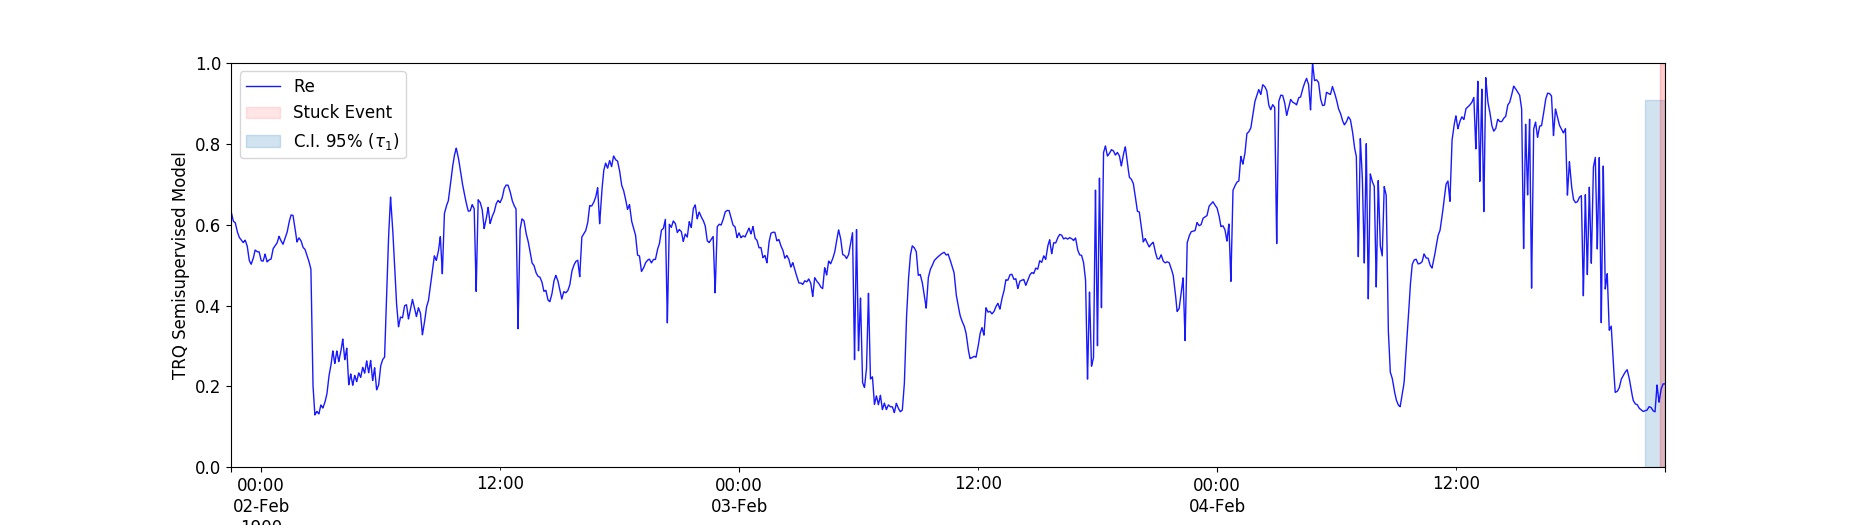 TRQ Semisupervised Model
1.0
0.8
0.6
0.4
0.2
0.0
Re
Stuck Event
C.I. 95% (τ₁)
00:00 12:00 00:00 12:00 00:00 12:00
02-Feb 03-Feb 04-Feb
1900